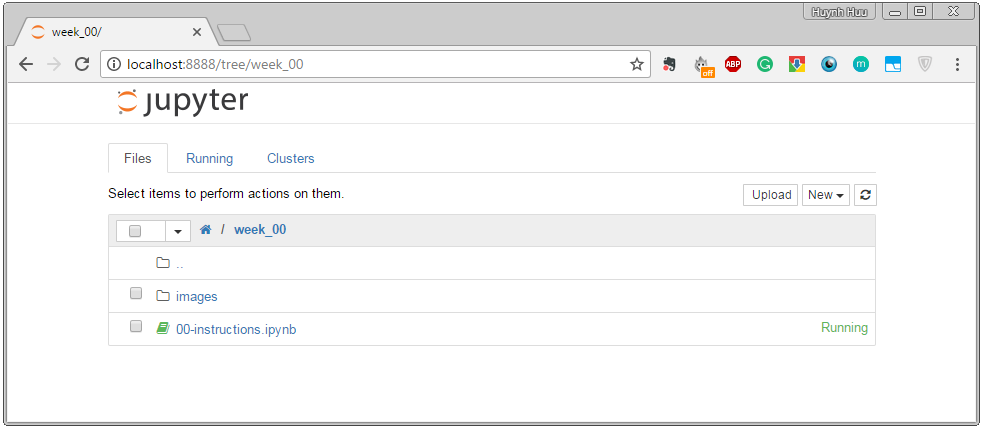 Huynh Huu
week_00/
localhost:8888/tree/week_00
off
ABP
G
m
jupyter
Files Running Clusters
Select items to perform actions on them.
Upload New
/ week_00
..
images
00-instructions.ipynb Running